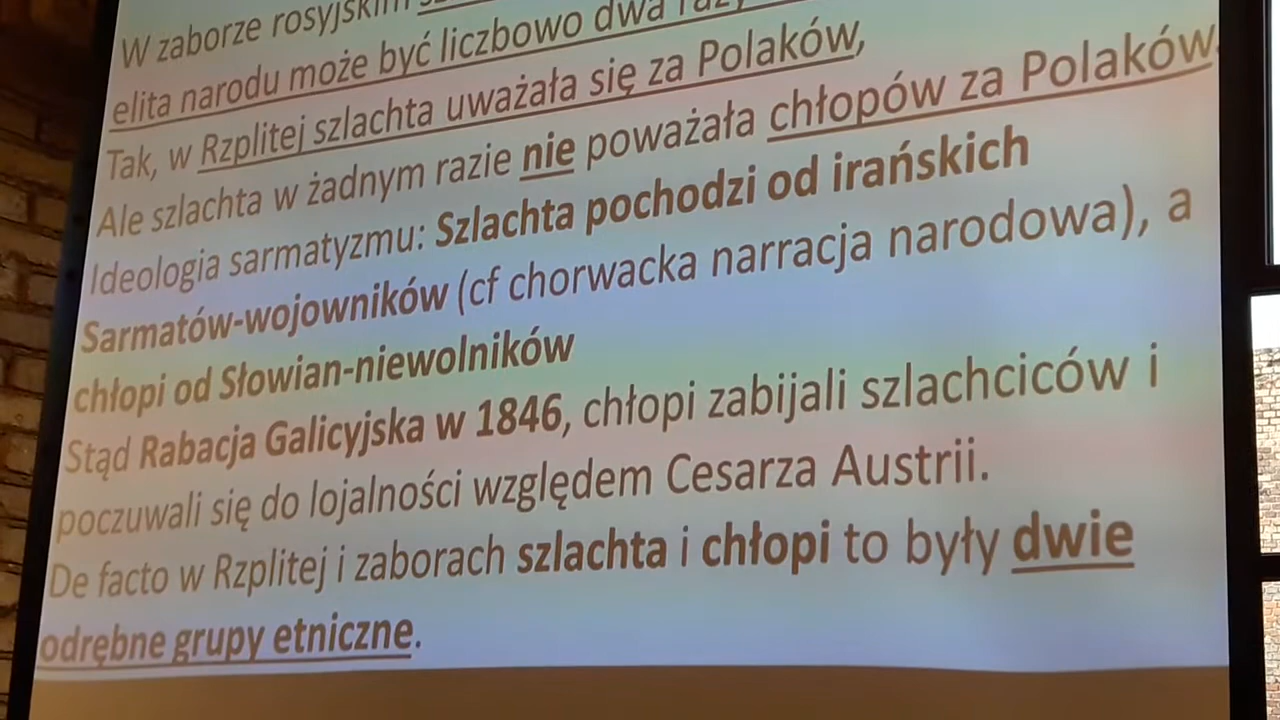 W zaborze rosyjskim
elita narodu może być liczbowo dwa razy
Tak, w Rzplitej szlachta uważała się za Polaków,
Ale szlachta w żadnym razie nie poważała chłopów za Polaków.
Ideologia sarmatyzmu: Szlachta pochodzi od irańskich
Sarmatów-wojowników (cf chorwacka narracja narodowa), a
chłopi od Słowian-niewolników
Stąd Rabacja Galicyjska w 1846, chłopi zabijali szlachciców i
poczuwali się do lojalności względem Cesarza Austrii.
De facto w Rzplitej i zaborach szlachta i chłopi to były dwie
odrębne grupy etniczne.